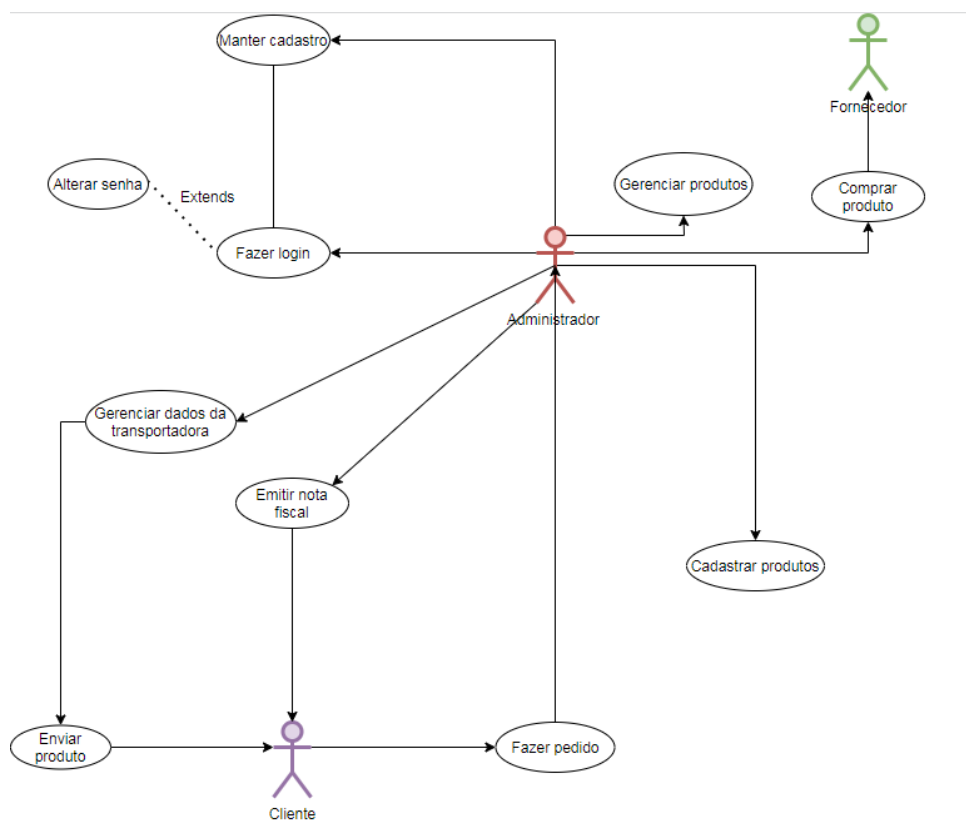 Manter cadastro
Fornecedor
Alterar senha
Extends
Gerenciar produtos
Comprar
produto
Fazer login
Administrador
Gerenciar dados da
transportadora
Emitir nota
fiscal
Cadastrar produtos
Enviar
produto
Fazer pedido
Cliente